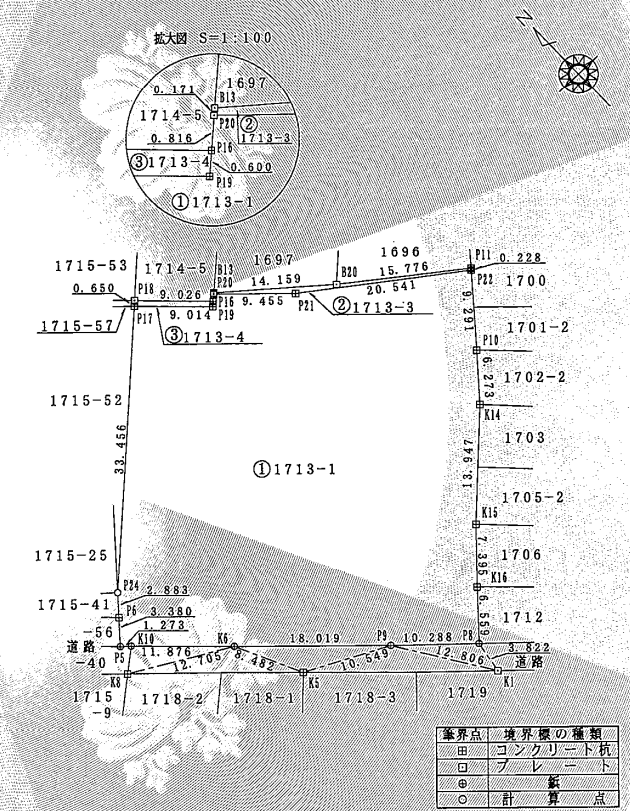 N
拡大図 S=1:100
1697
0.171
B13
1714-5
P20
②
1713-3
0.816
P16
③1713-4
0.600
P19
①1713-1
1715-53
1714-5
B13
1697
1696
P11
0.228
P20
14.159
B20
15.776
P22
1700
0.650
P18
9.026
P16
9.455
20.541
P21
②1713-3
1715-57
P17
9.014
P19
③1713-4
9.291
1701-2
P10
6.273
1702-2
1715-52
K14
33.456
1703
13.947
①1713-1
1705-2
K15
7.395
1706
1715-25
K16
P24
2.883
1715-41
P6
3.380
6.559
1712
-56
1.273
道路
K10
K6
18.019
P9
10.288
P8
3.822
P5
11.876
道路
-40
12.705
8.482
10.549
12.806
K8
K5
K1
1715
-9
1718-2
1718-1
1718-3
1719
筆界点 境界標の種類
⊞ コンクリート杭
⊡ プレート
⊕ 鋲
○ 計算点